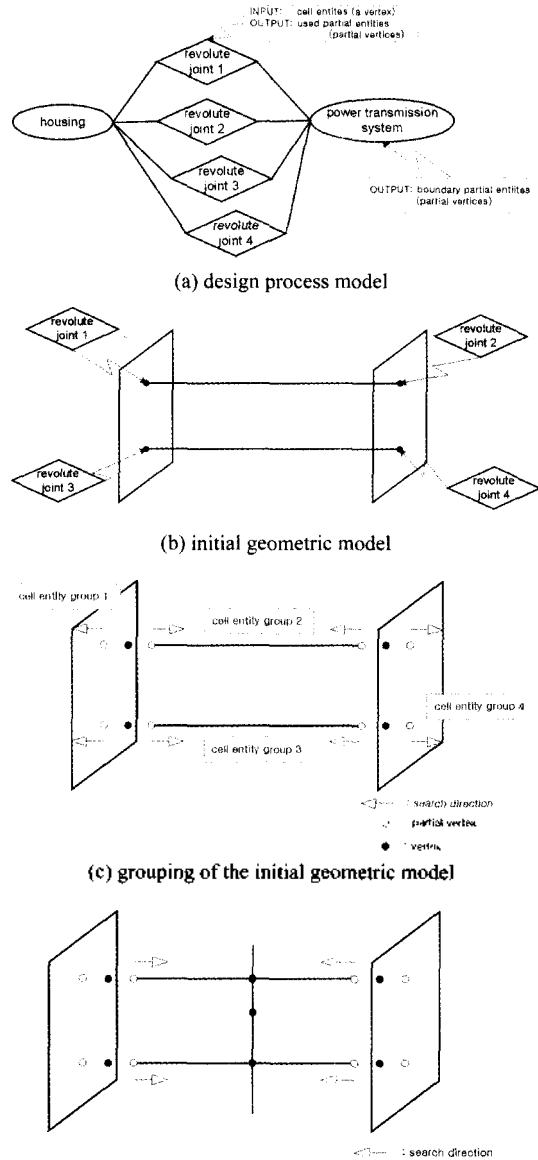 INPUT: cell entites (a vertex)
OUTPUT: used partial entities
(partial vertices)
revolute
joint 1
housing
revolute
joint 2
power transmission
system
revolute
joint 3
OUTPUT: boundary partial entiites
(partial vertices)
revolute
joint 4
(a) design process model
revolute
joint 1
revolute
joint 2
revolute
joint 3
revolute
joint 4
(b) initial geometric model
cell entity group 1
cell entity group 2
cell entity group 4
cell entity group 3
: search direction
: partial vertex
: vertex
(c) grouping of the initial geometric model
: search direction